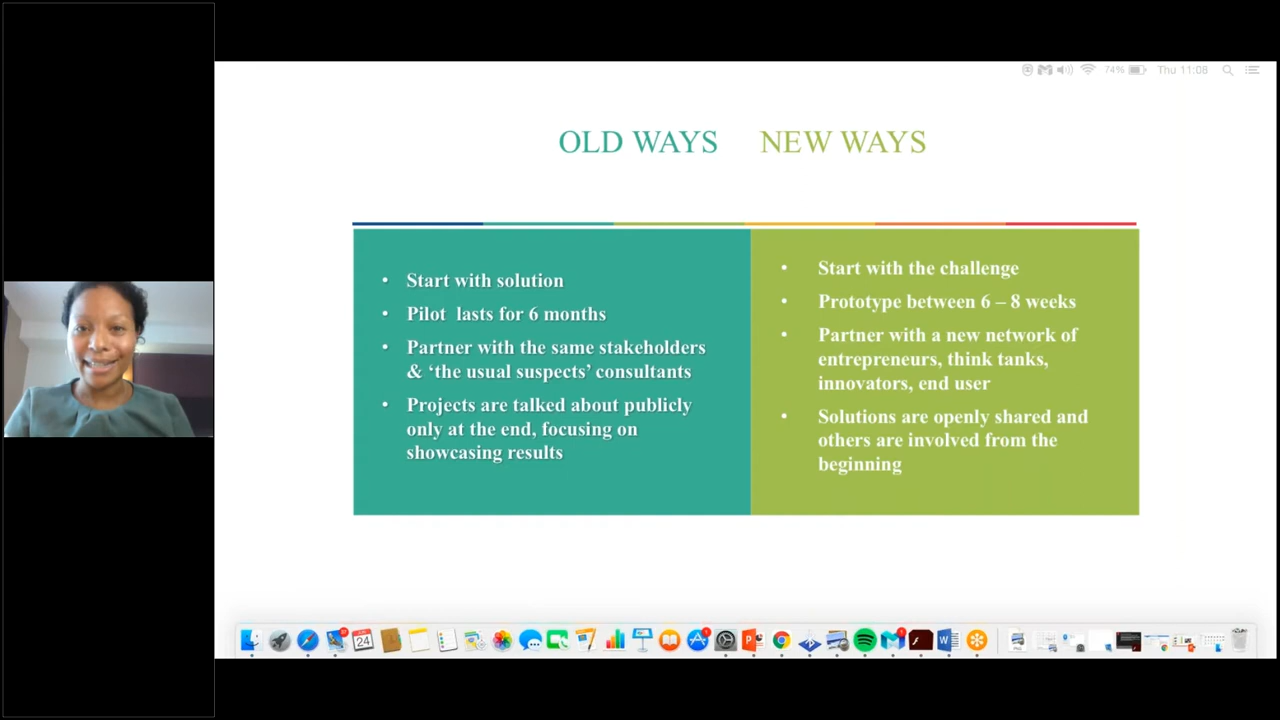 74% Thu 11:08
OLD WAYS NEW WAYS
• Start with solution
• Pilot lasts for 6 months
• Partner with the same stakeholders
& ‘the usual suspects’ consultants
• Projects are talked about publicly
only at the end, focusing on
showcasing results
• Start with the challenge
• Prototype between 6 – 8 weeks
• Partner with a new network of
entrepreneurs, think tanks,
innovators, end user
• Solutions are openly shared and
others are involved from the
beginning
24